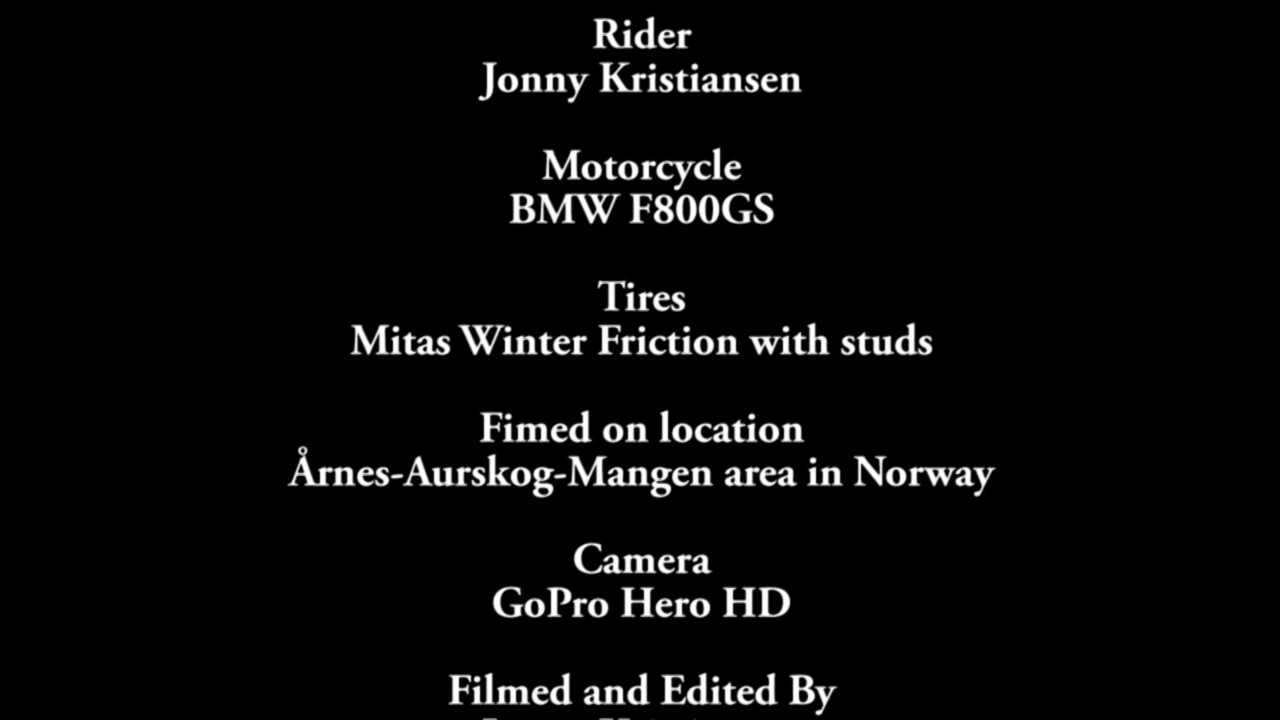 Rider
Jonny Kristiansen
Motorcycle
BMW F800GS
Tires
Mitas Winter Friction with studs
Fimed on location
Årnes-Aurskog-Mangen area in Norway
Camera
GoPro Hero HD
Filmed and Edited By